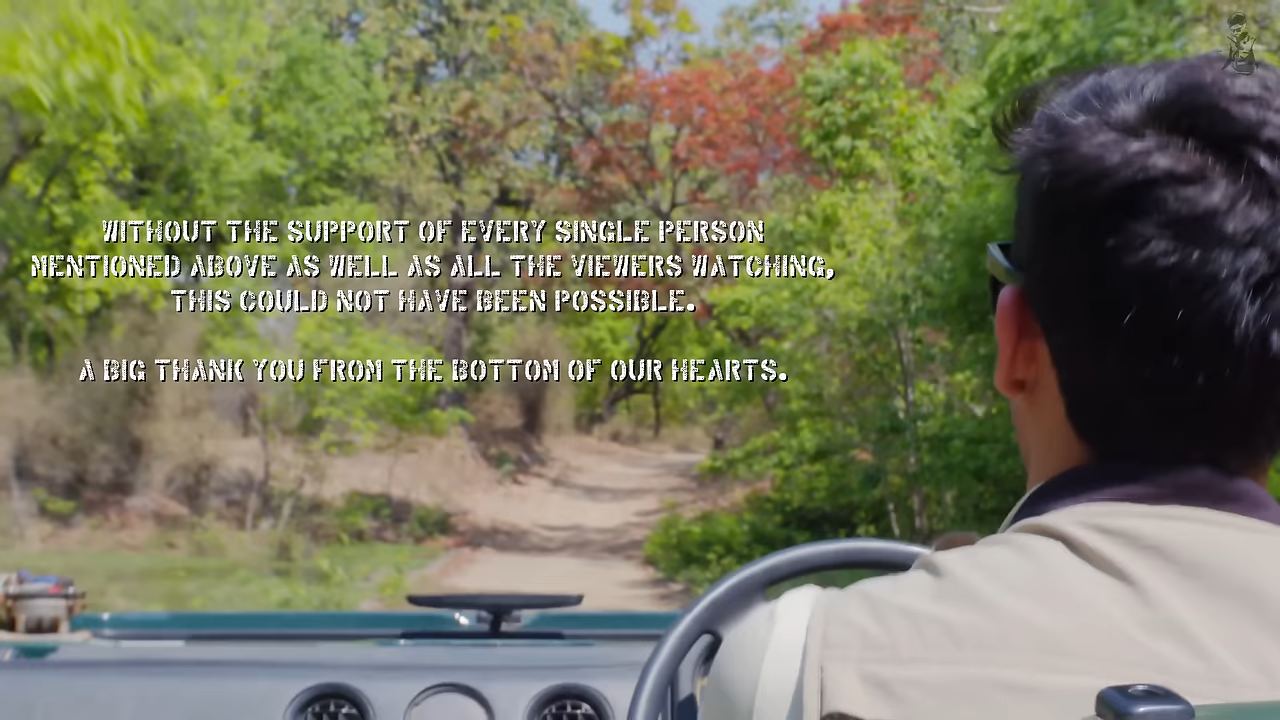 WITHOUT THE SUPPORT OF EVERY SINGLE PERSON
MENTIONED ABOVE AS WELL AS ALL THE VIEWERS WATCHING,
THIS COULD NOT HAVE BEEN POSSIBLE.
A BIG THANK YOU FROM THE BOTTOM OF OUR HEARTS.